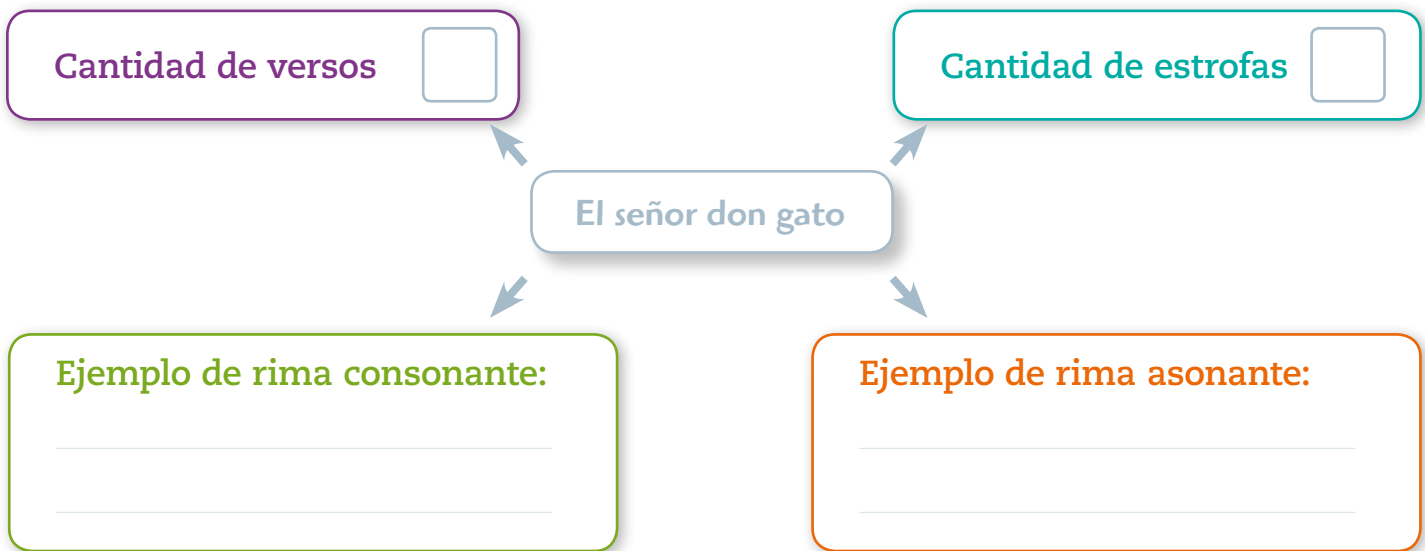 Cantidad de versos
Cantidad de estrofas
El señor don gato
Ejemplo de rima consonante:
Ejemplo de rima asonante: